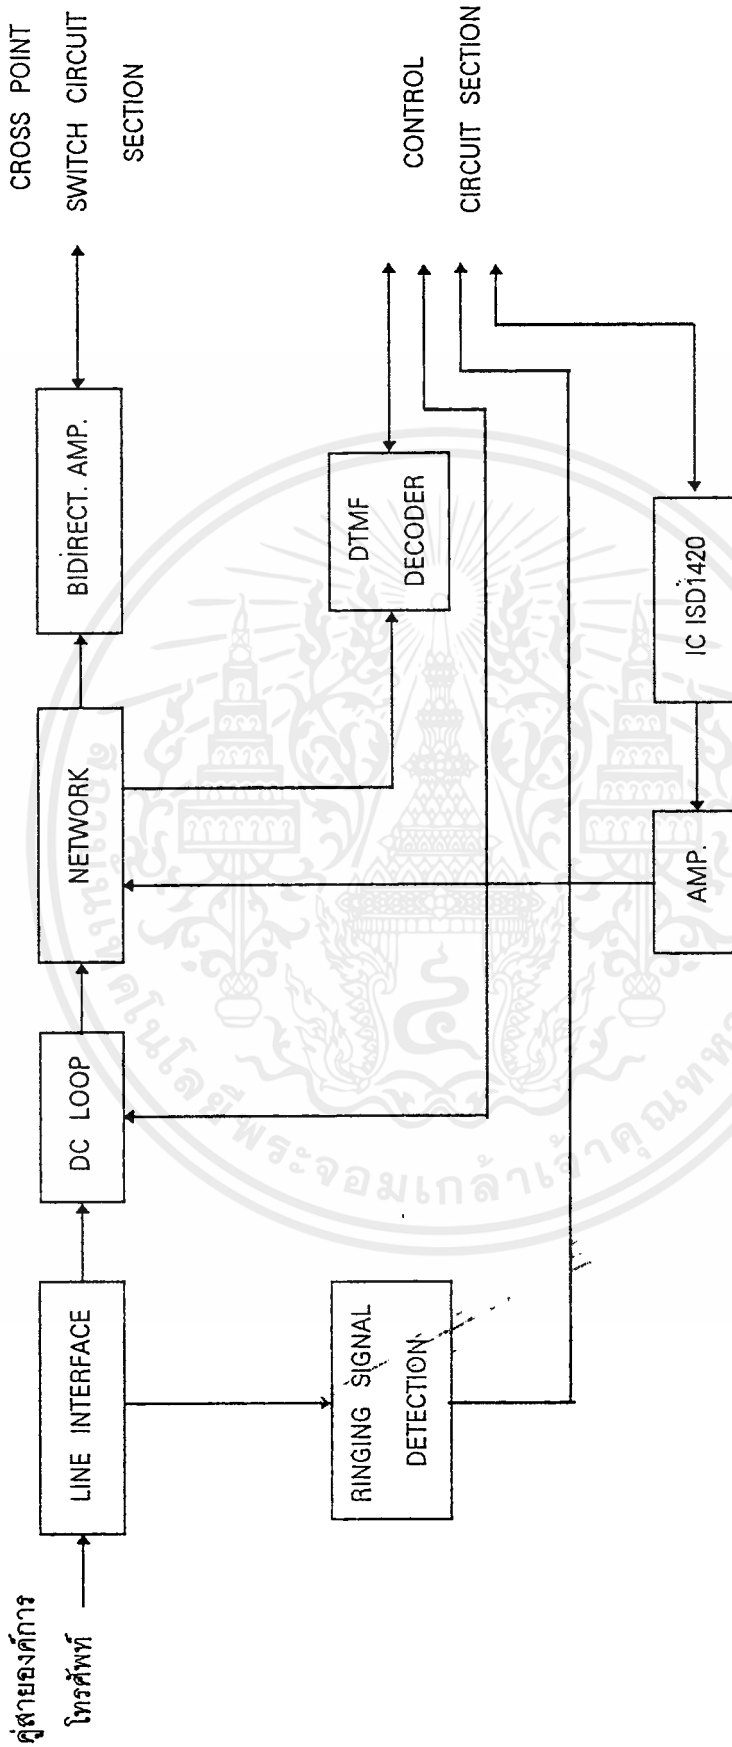 คู่สายองค์การ
โทรศัพท์
LINE INTERFACE
DC LOOP
NETWORK
BIDIRECT. AMP.
CROSS POINT
SWITCH CIRCUIT
SECTION
RINGING SIGNAL
DETECTION
DTMF
DECODER
CONTROL
CIRCUIT SECTION
AMP.
IC ISD1420